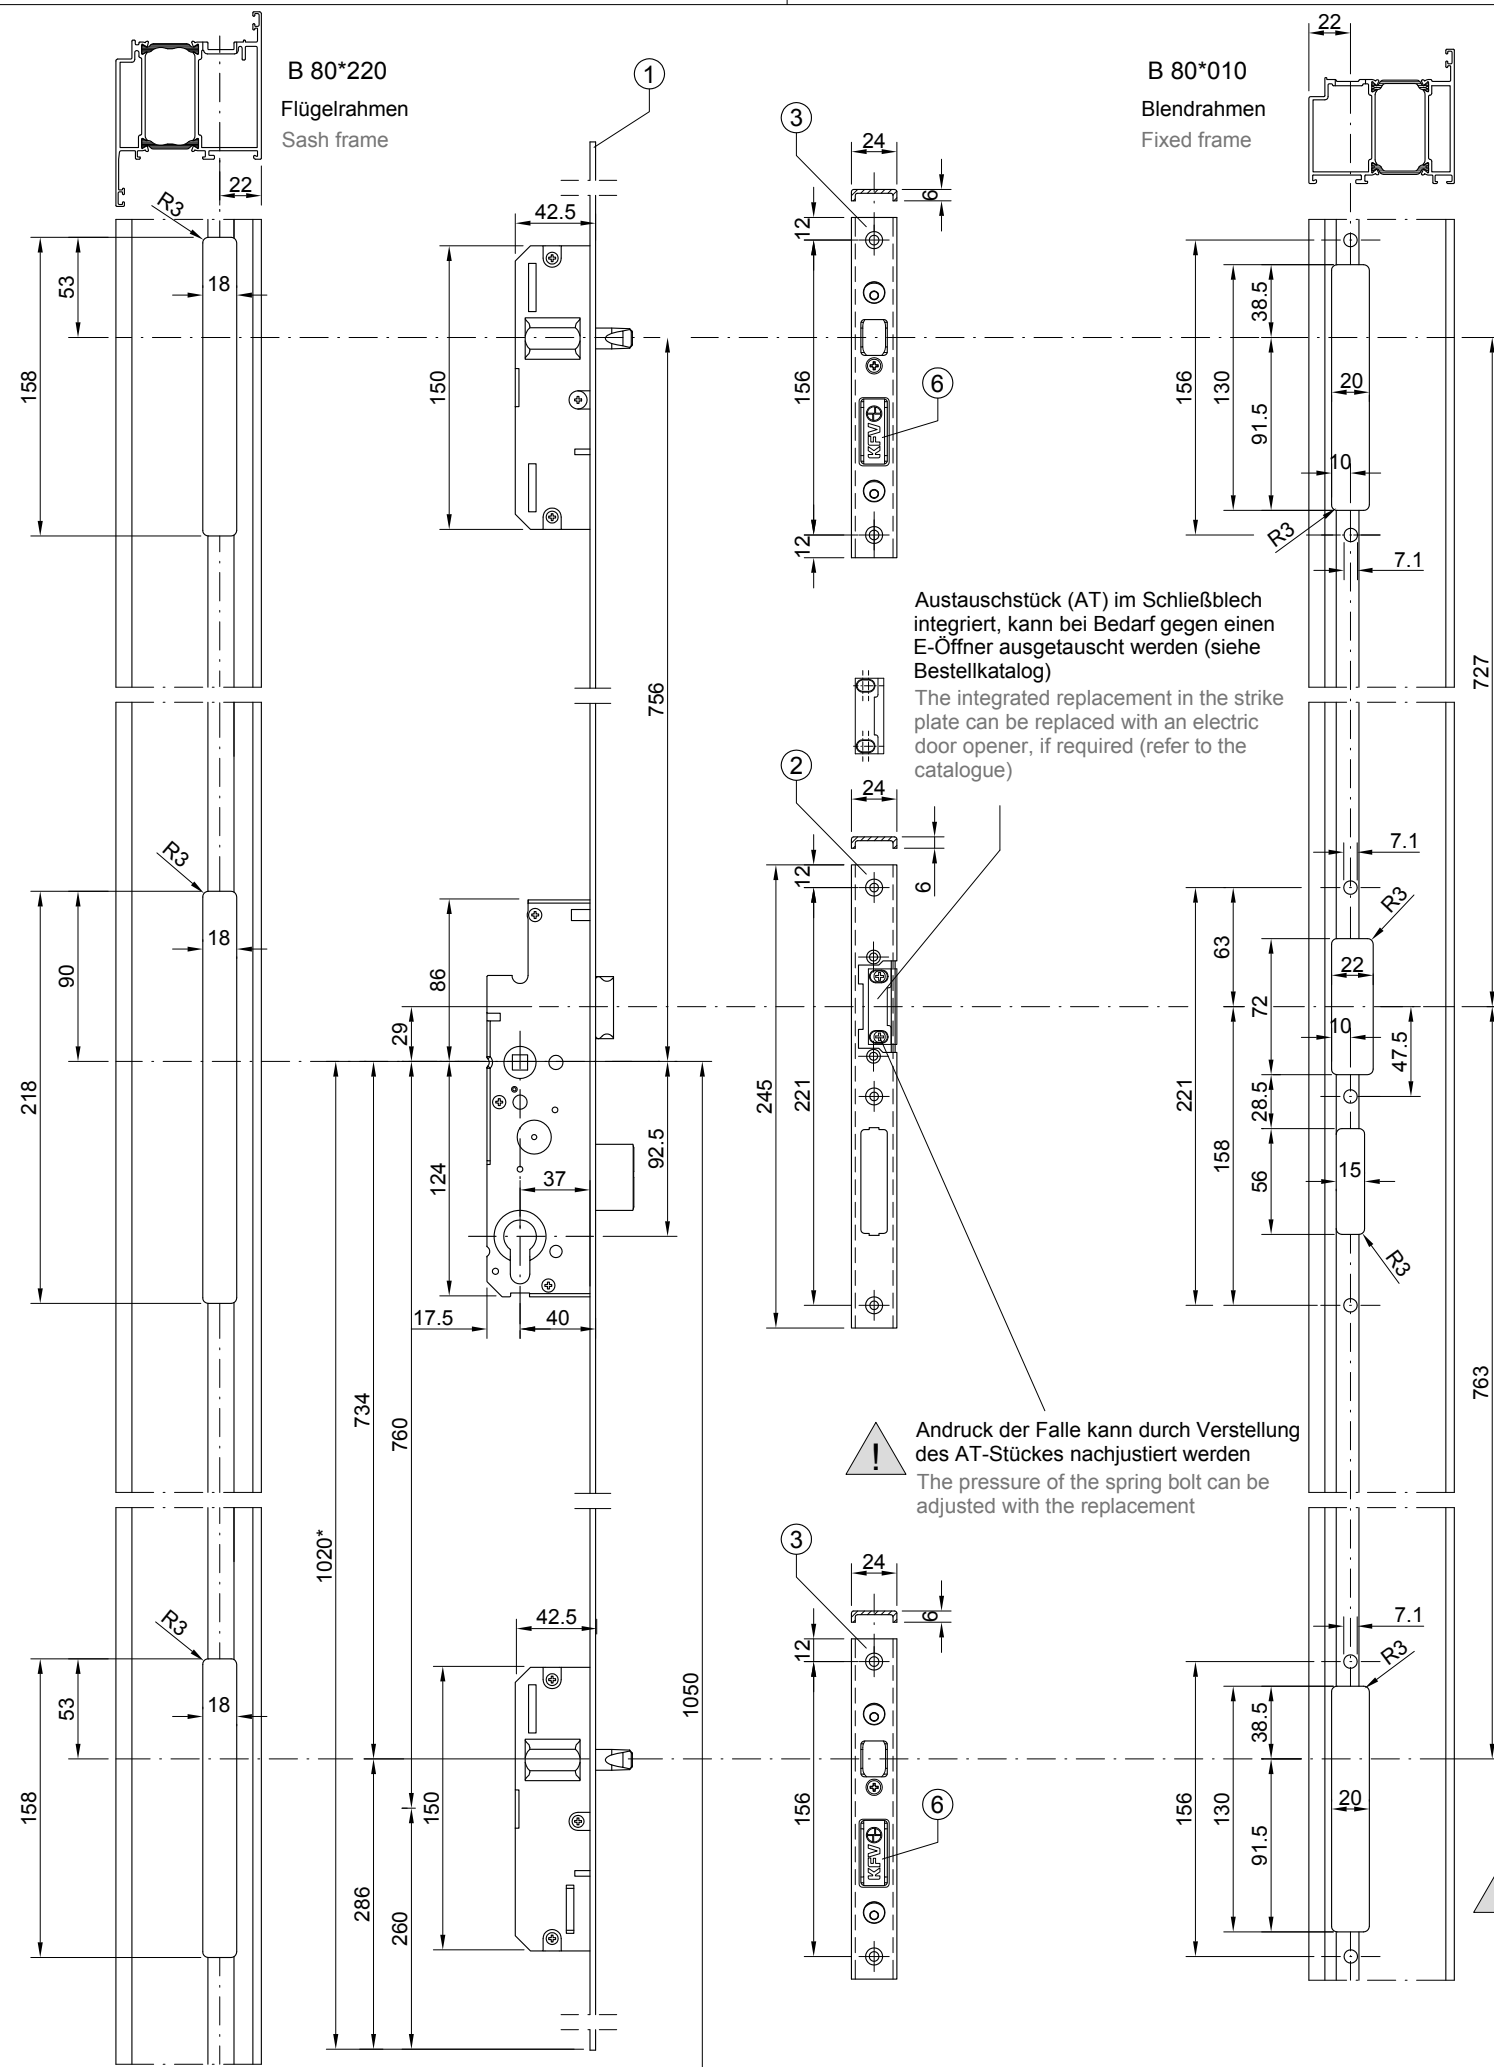 B 80*220
Flügelrahmen
Sash frame
1
B 80*010
Blendrahmen
Fixed frame
22
3
24
6
12
156
12
KFV
6
22
R3
18
53
158
42.5
150
756
156
130
38.5
91.5
20
10
R3
7.1
727
Austauschstück (AT) im Schließblech
integriert, kann bei Bedarf gegen einen
E-Öffner ausgetauscht werden (siehe
Bestellkatalog)
The integrated replacement in the strike
plate can be replaced with an electric
door opener, if required (refer to the
catalogue)
2
24
6
12
245
221
R3
18
90
218
86
29
124
37
92.5
17.5
40
7.1
R3
63
22
72
10
47.5
28.5
221
158
56
15
R3
763
734
760
1020*
1050
286
260
! Andruck der Falle kann durch Verstellung
des AT-Stückes nachjustiert werden
The pressure of the spring bolt can be
adjusted with the replacement
3
24
6
12
156
KFV
6
R3
18
53
158
42.5
150
7.1
R3
38.5
156
130
91.5
20